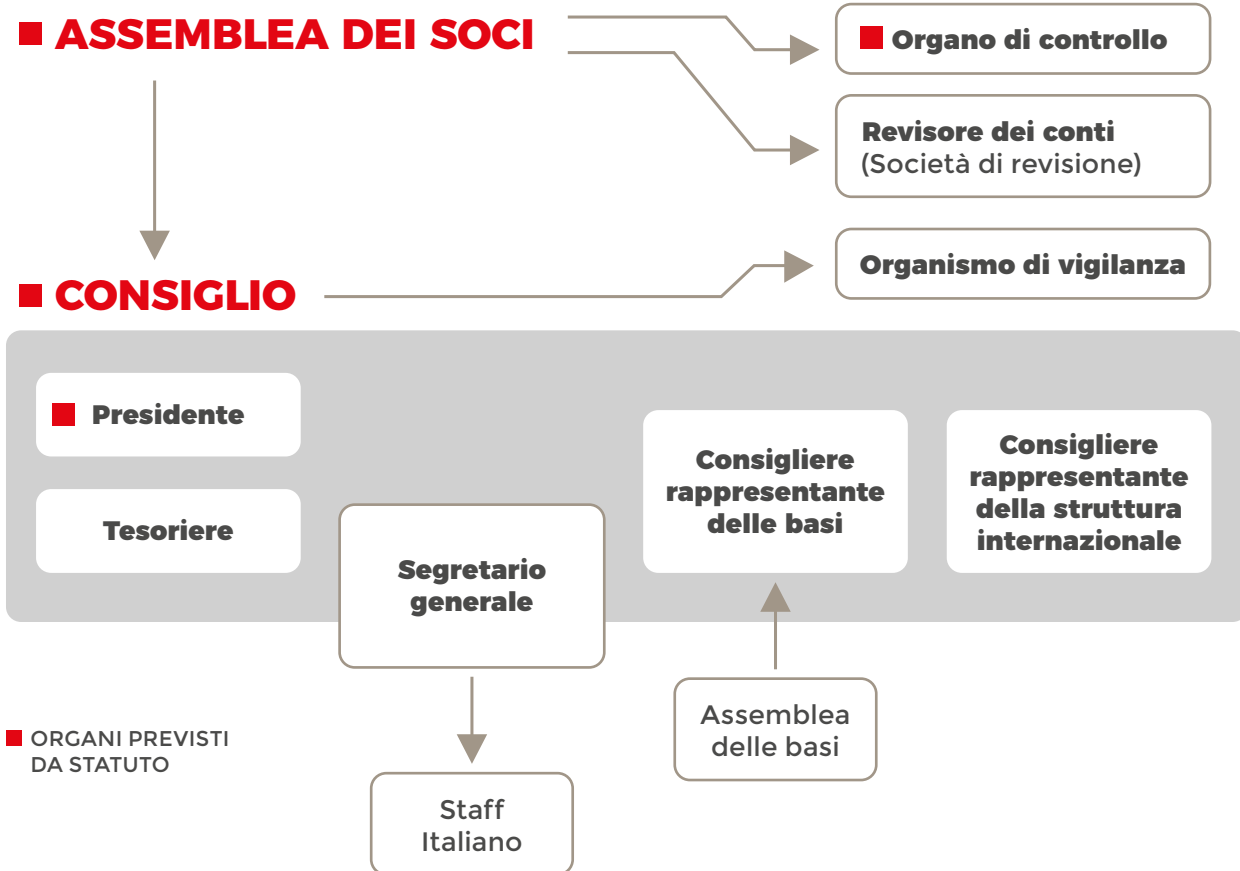 ASSEMBLEA DEI SOCI
Organo di controllo
Revisore dei conti
(Società di revisione)
Organismo di vigilanza
CONSIGLIO
Presidente
Tesoriere
Segretario
generale
Consigliere
rappresentante
delle basi
Consigliere
rappresentante
della struttura
internazionale
Assemblea
delle basi
ORGANI PREVISTI
DA STATUTO
Staff
Italiano